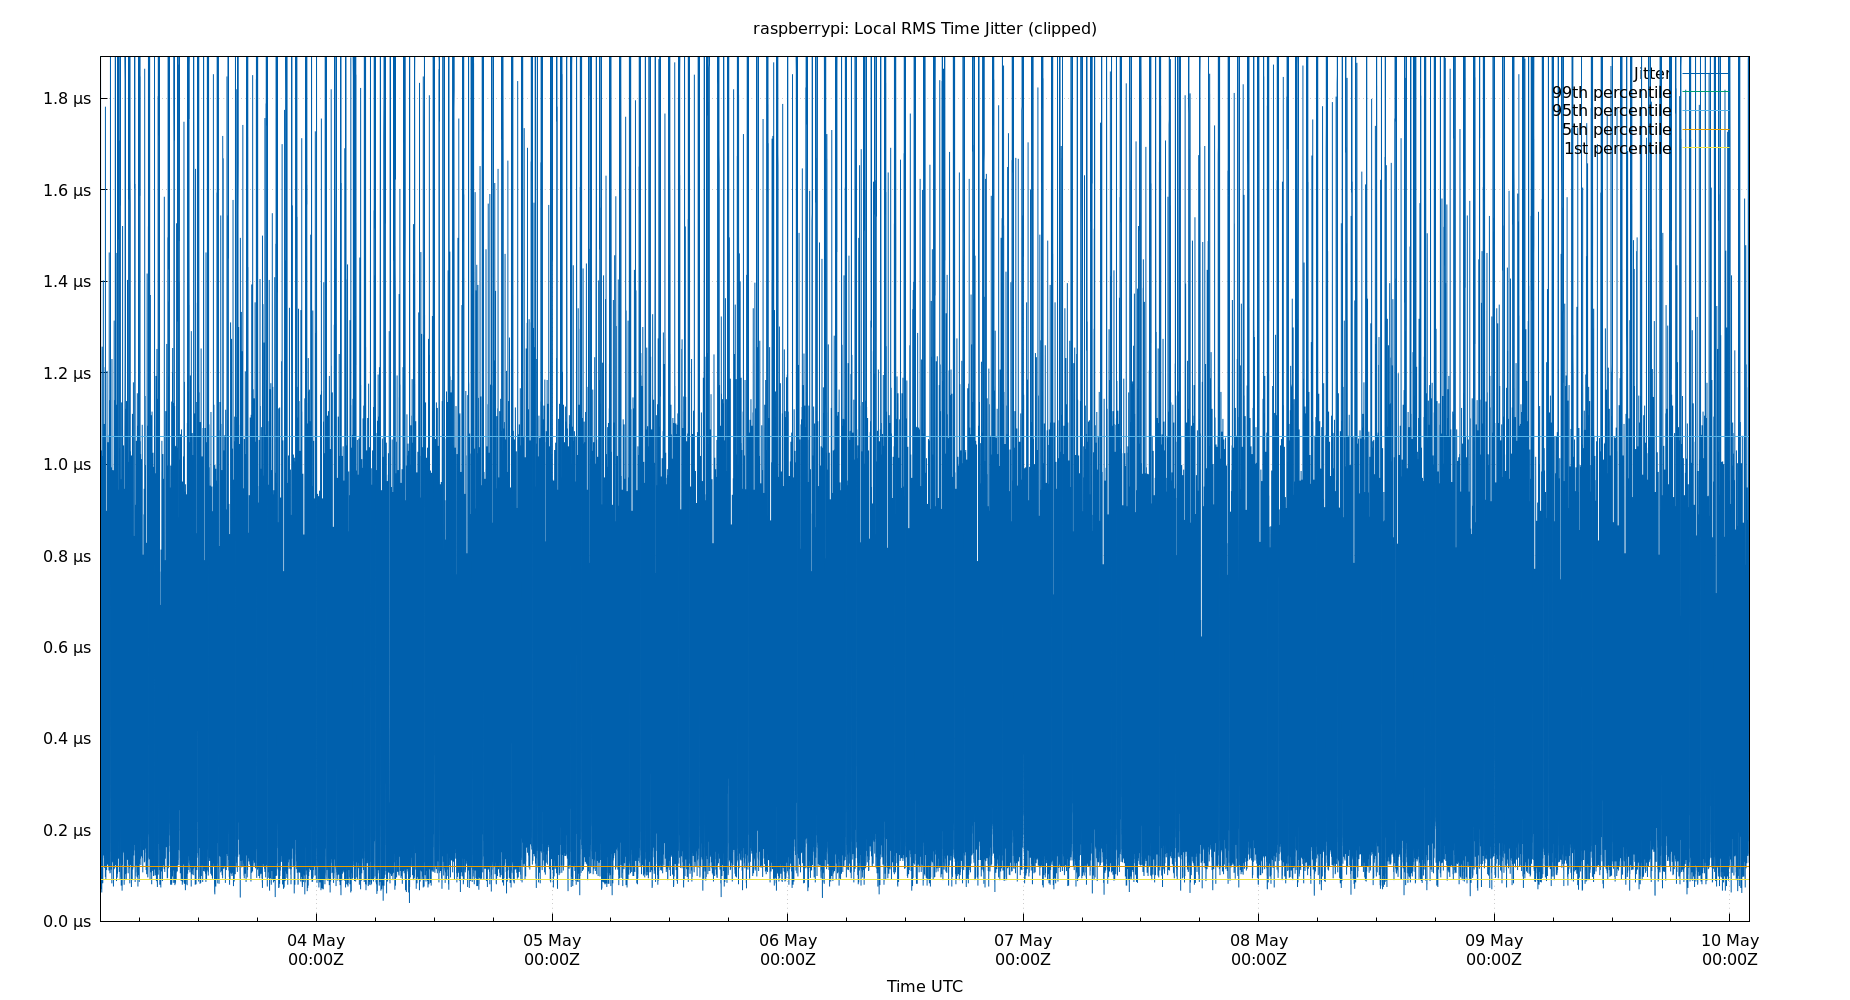 raspberrypi: Local RMS Time Jitter (clipped)
Jitter
99th percentile
95th percentile
5th percentile
1st percentile
1.8 µs
1.6 µs
1.4 µs
1.2 µs
1.0 µs
0.8 µs
0.6 µs
0.4 µs
0.2 µs
0.0 µs
04 May 05 May 06 May 07 May 08 May 09 May 10 May
00:00Z 00:00Z 00:00Z 00:00Z 00:00Z 00:00Z 00:00Z
Time UTC